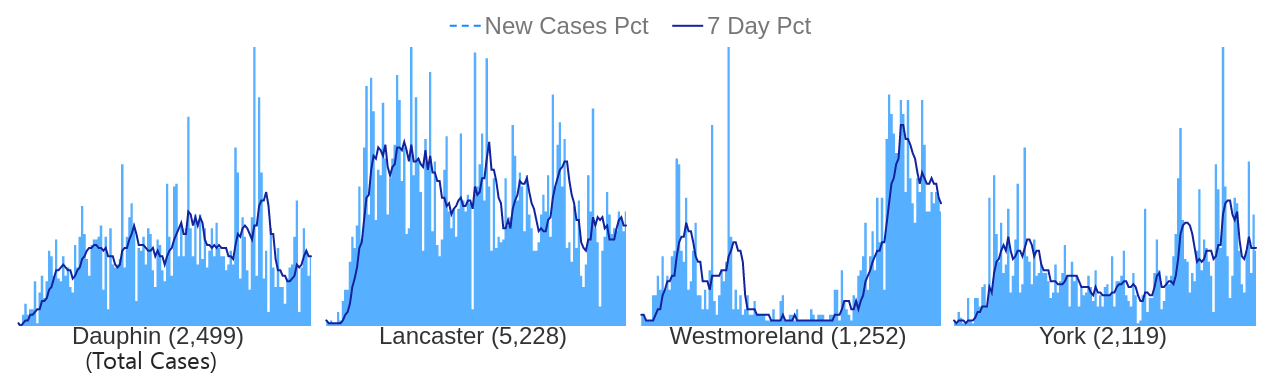 New Cases Pct 7 Day Pct
Dauphin (2,499) Lancaster (5,228) Westmoreland (1,252) York (2,119)
(Total Cases)